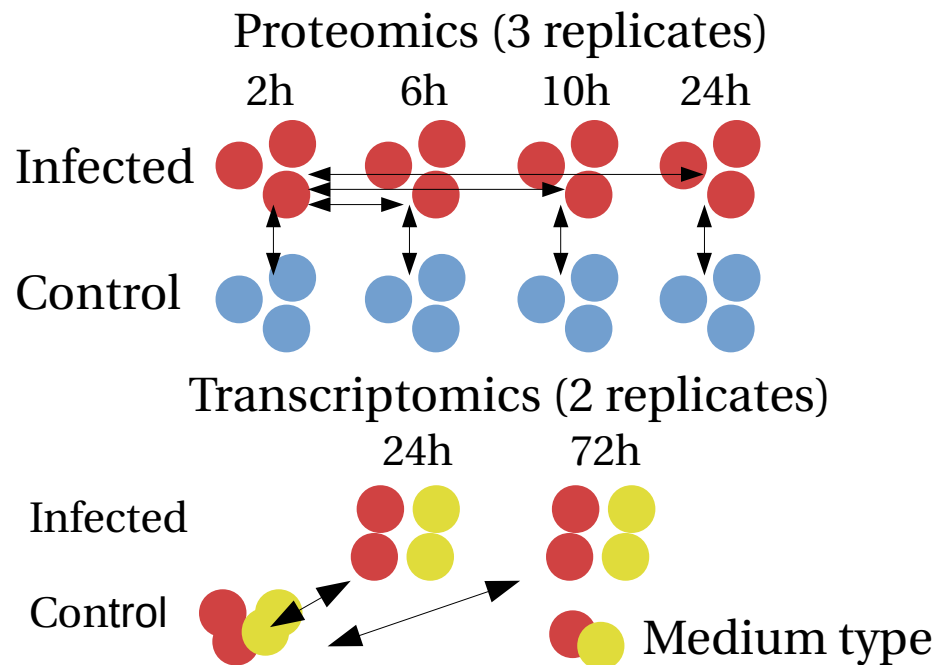 Proteomics (3 replicates)
2h 6h 10h 24h
Infected
Control
Transcriptomics (2 replicates)
24h 72h
Infected
Control
Medium type